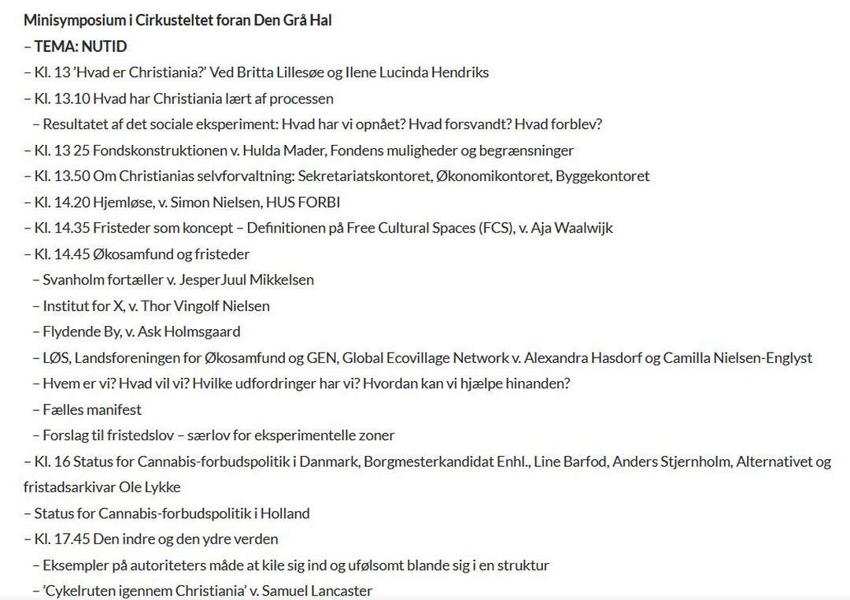 Minisymposium i Cirkusteltet foran Den Grå Hal
– TEMA: NUTID
– Kl. 13 ’Hvad er Christiania?’ Ved Britta Lillesøe og Ilene Lucinda Hendriks
– Kl. 13.10 Hvad har Christiania lært af processen
– Resultatet af det sociale eksperiment: Hvad har vi opnået? Hvad forsvandt? Hvad forblev?
– Kl. 13 25 Fondskonstruktionen v. Hulda Mader, Fondens muligheder og begrænsninger
– Kl. 13.50 Om Christianias selvforvaltning: Sekretariatskontoret, Økonomikontoret, Byggekontoret
– Kl. 14.20 Hjemløse, v. Simon Nielsen, HUS FORBI
– Kl. 14.35 Fristeder som koncept – Definitionen på Free Cultural Spaces (FCS), v. Aja Waalwijk
– Kl. 14.45 Økosamfund og fristeder
– Svanholm fortæller v. JesperJuul Mikkelsen
– Institut for X, v. Thor Vingolf Nielsen
– Flydende By, v. Ask Holmsgaard
– LØS, Landsforeningen for Økosamfund og GEN, Global Ecovillage Network v. Alexandra Hasdorf og Camilla Nielsen-Englyst
– Hvem er vi? Hvad vil vi? Hvilke udfordringer har vi? Hvordan kan vi hjælpe hinanden?
– Fælles manifest
– Forslag til fristedslov – særlov for eksperimentelle zoner
– Kl. 16 Status for Cannabis-forbudspolitik i Danmark, Borgmesterkandidat Enhl., Line Barfod, Anders Stjernholm, Alternativet og
fristadsarkivar Ole Lykke
– Status for Cannabis-forbudspolitik i Holland
– Kl. 17.45 Den indre og den ydre verden
– Eksempler på autoriteters måde at kile sig ind og ufølsomt blande sig i en struktur
– ’Cykelruten igennem Christiania’ v. Samuel Lancaster